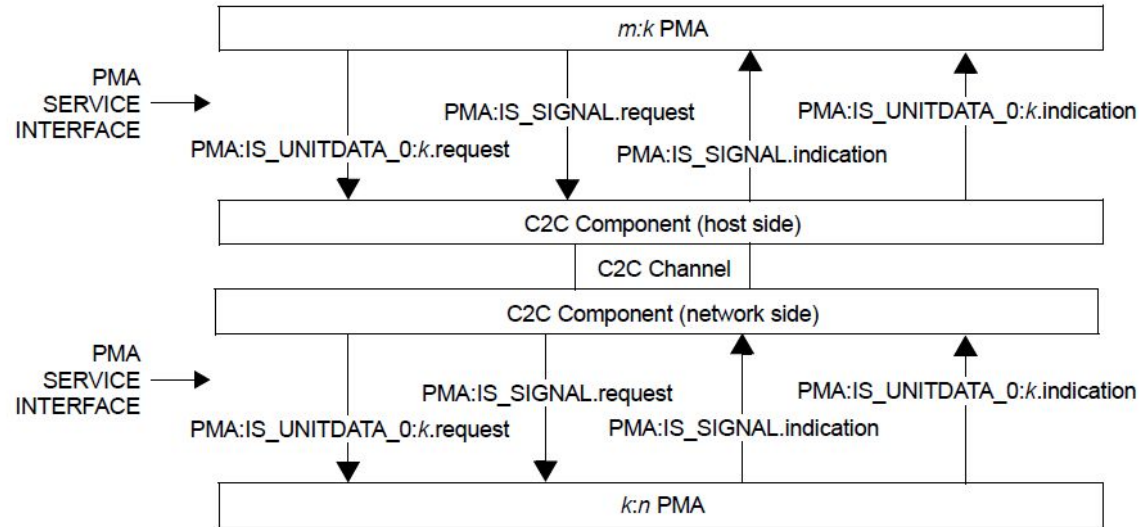 m:k PMA
PMA
SERVICE
INTERFACE
PMA:IS_SIGNAL.request
PMA:IS_UNITDATA_0:k.indication
PMA:IS_UNITDATA_0:k.request
PMA:IS_SIGNAL.indication
C2C Component (host side)
C2C Channel
C2C Component (network side)
PMA
SERVICE
INTERFACE
PMA:IS_SIGNAL.request
PMA:IS_UNITDATA_0:k.indication
PMA:IS_UNITDATA_0:k.request
PMA:IS_SIGNAL.indication
k:n PMA